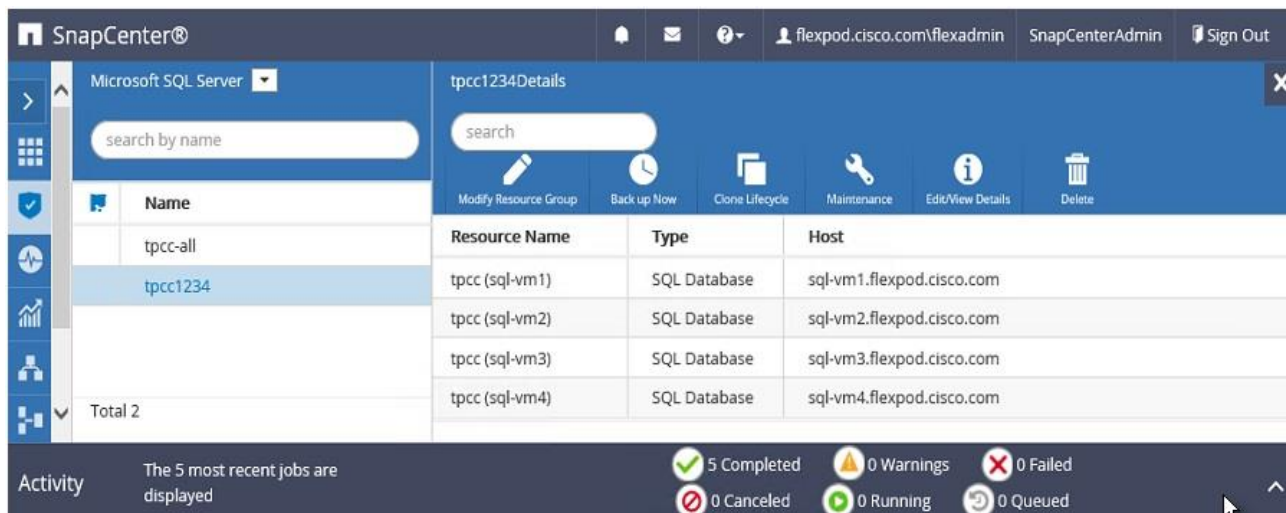 SnapCenter®
flexpod.cisco.com\flexadmin
SnapCenterAdmin
Sign Out
Microsoft SQL Server
search by name
Name
tpcc-all
tpcc1234
Total 2
tpcc1234Details
search
Modify Resource Group
Back up Now
Clone Lifecycle
Maintenance
Edit/View Details
Delete
Resource Name Type Host
tpcc (sql-vm1) SQL Database sql-vm1.flexpod.cisco.com
tpcc (sql-vm2) SQL Database sql-vm2.flexpod.cisco.com
tpcc (sql-vm3) SQL Database sql-vm3.flexpod.cisco.com
tpcc (sql-vm4) SQL Database sql-vm4.flexpod.cisco.com
Activity
The 5 most recent jobs are
displayed
5 Completed
0 Warnings
0 Failed
0 Canceled
0 Running
0 Queued